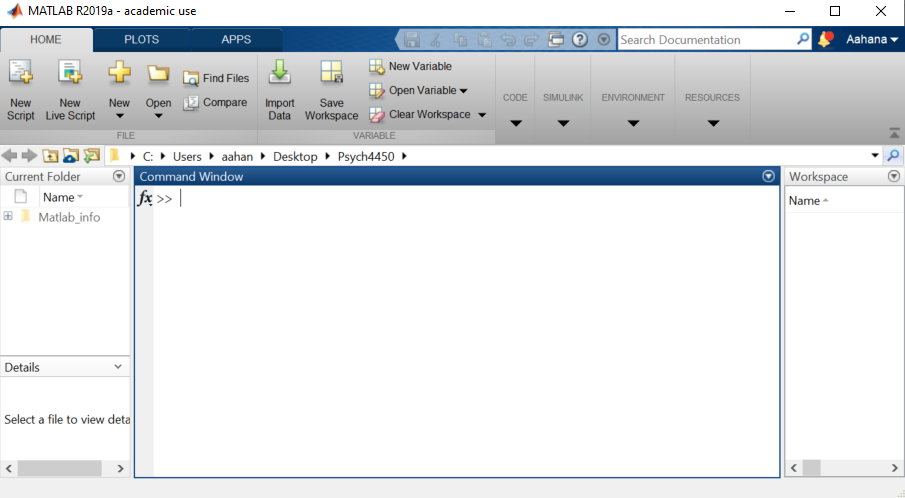 MATLAB R2019a - academic use
HOME PLOTS APPS
Search Documentation
Aahana
New Script
New Live Script
New
Open
Find Files
Compare
Import Data
Save Workspace
New Variable
Open Variable
Clear Workspace
FILE
VARIABLE
CODE
SIMULINK
ENVIRONMENT
RESOURCES
C: Users aahan Desktop Psych4450
Current Folder
Name
Matlab_info
Details
Select a file to view deta
Command Window
fx >>
Workspace
Name